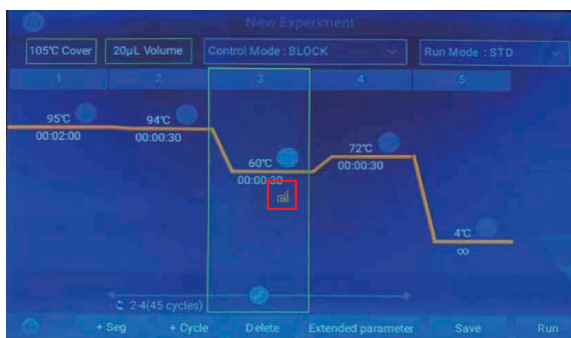 New Experiment
105℃ Cover 20μL Volume Control Mode : BLOCK Run Mode : STD
1 2 3 4 5
95℃ 94℃ 60℃ 72℃ 4℃
00:02:00 00:00:30 00:00:30 00:00:30 ∞
2-4(45 cycles)
+ Seg + Cycle Delete Extended parameter Save Run